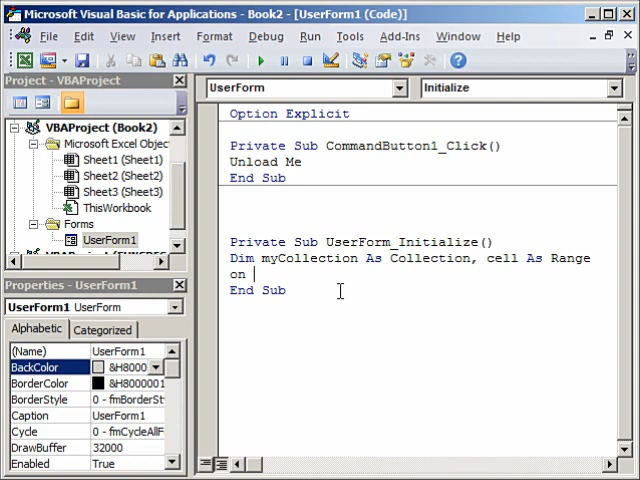 Microsoft Visual Basic for Applications - Book2 - [UserForm1 (Code)]
File Edit View Insert Format Debug Run Tools Add-Ins Window Help
Project - VBAProject
VBAProject (Book2)
Microsoft Excel Objec
Sheet1 (Sheet1)
Sheet2 (Sheet2)
Sheet3 (Sheet3)
ThisWorkbook
Forms
UserForm1
Properties - UserForm1
UserForm1 UserForm
Alphabetic Categorized
(Name) UserForm1
BackColor &H8000
BorderColor &H8000001
BorderStyle 0 - fmBorderSt
Caption UserForm1
Cycle 0 - fmCycleAllF
DrawBuffer 32000
Enabled True
UserForm Initialize
Option Explicit
Private Sub CommandButton1_Click()
Unload Me
End Sub
Private Sub UserForm_Initialize()
Dim myCollection As Collection, cell As Range
on
End Sub